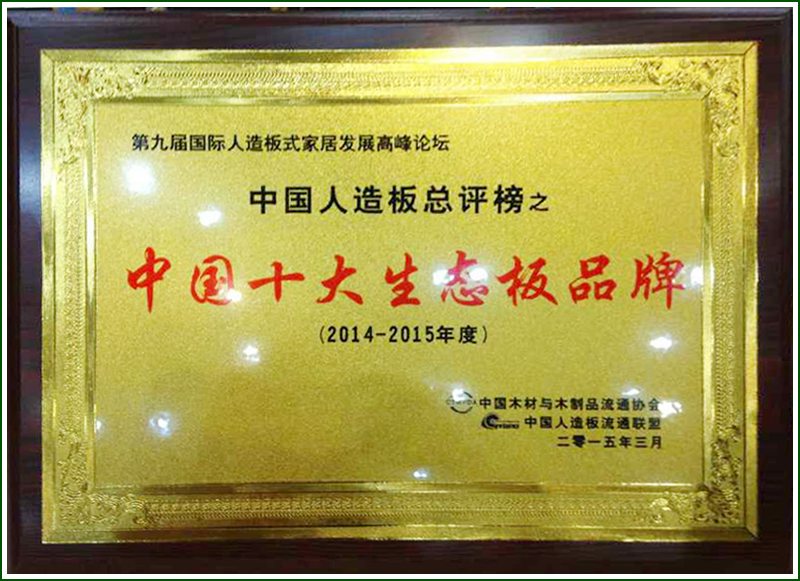 第九届国际人造板式家居发展高峰论坛
中国人造板总评榜之
中国十大生态板品牌
(2014-2015年度)
中国木材与木制品流通协会
中国人造板流通联盟
二零一五年三月